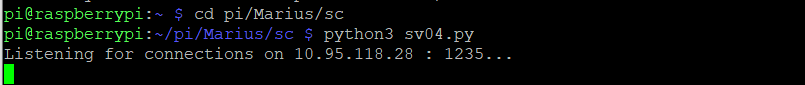 pi@raspberrypi:~ $ cd pi/Marius/sc
pi@raspberrypi:~/pi/Marius/sc $ python3 sv04.py
Listening for connections on 10.95.118.28 : 1235...